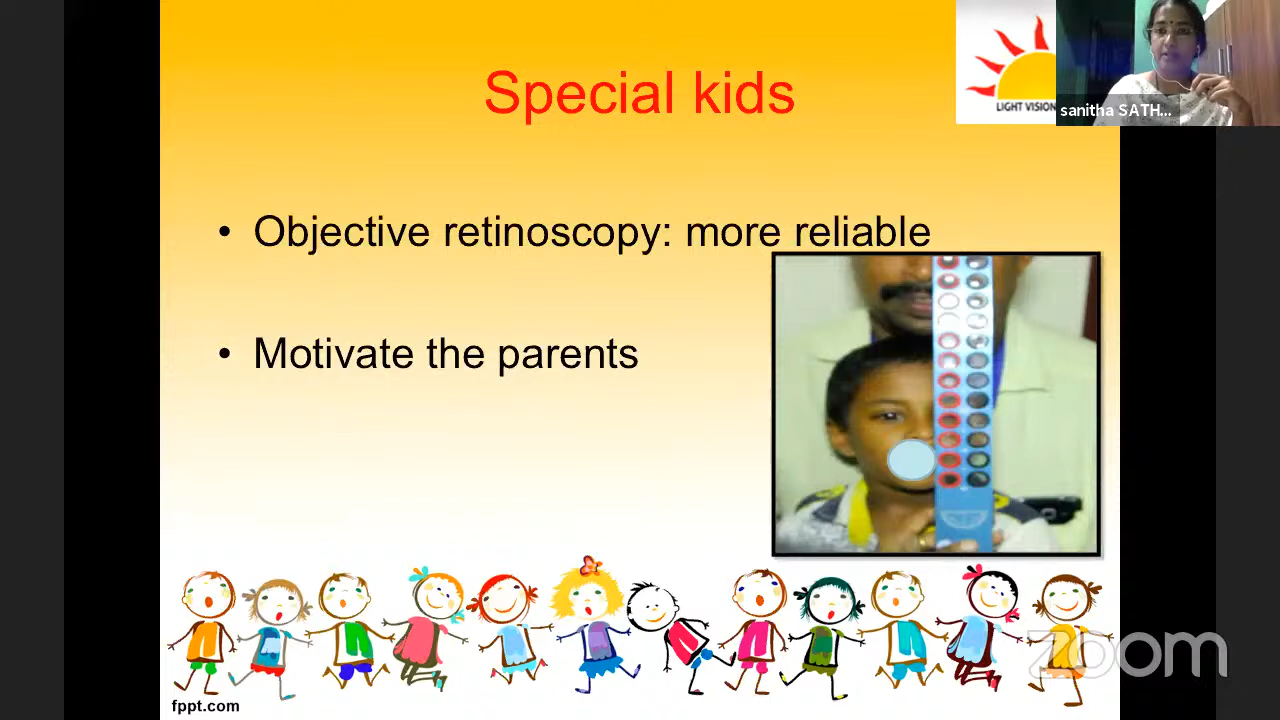 Special kids
LIGHT VISION
sanitha SATH...
• Objective retinoscopy: more reliable
• Motivate the parents
zoom
fppt.com